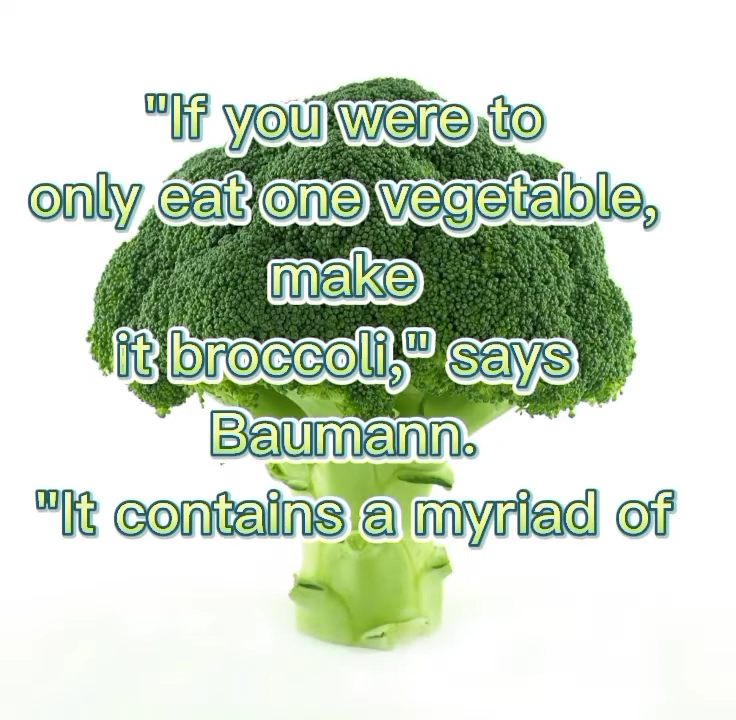 "If you were to
only eat one vegetable,
make
it broccoli," says
Baumann.
"It contains a myriad of